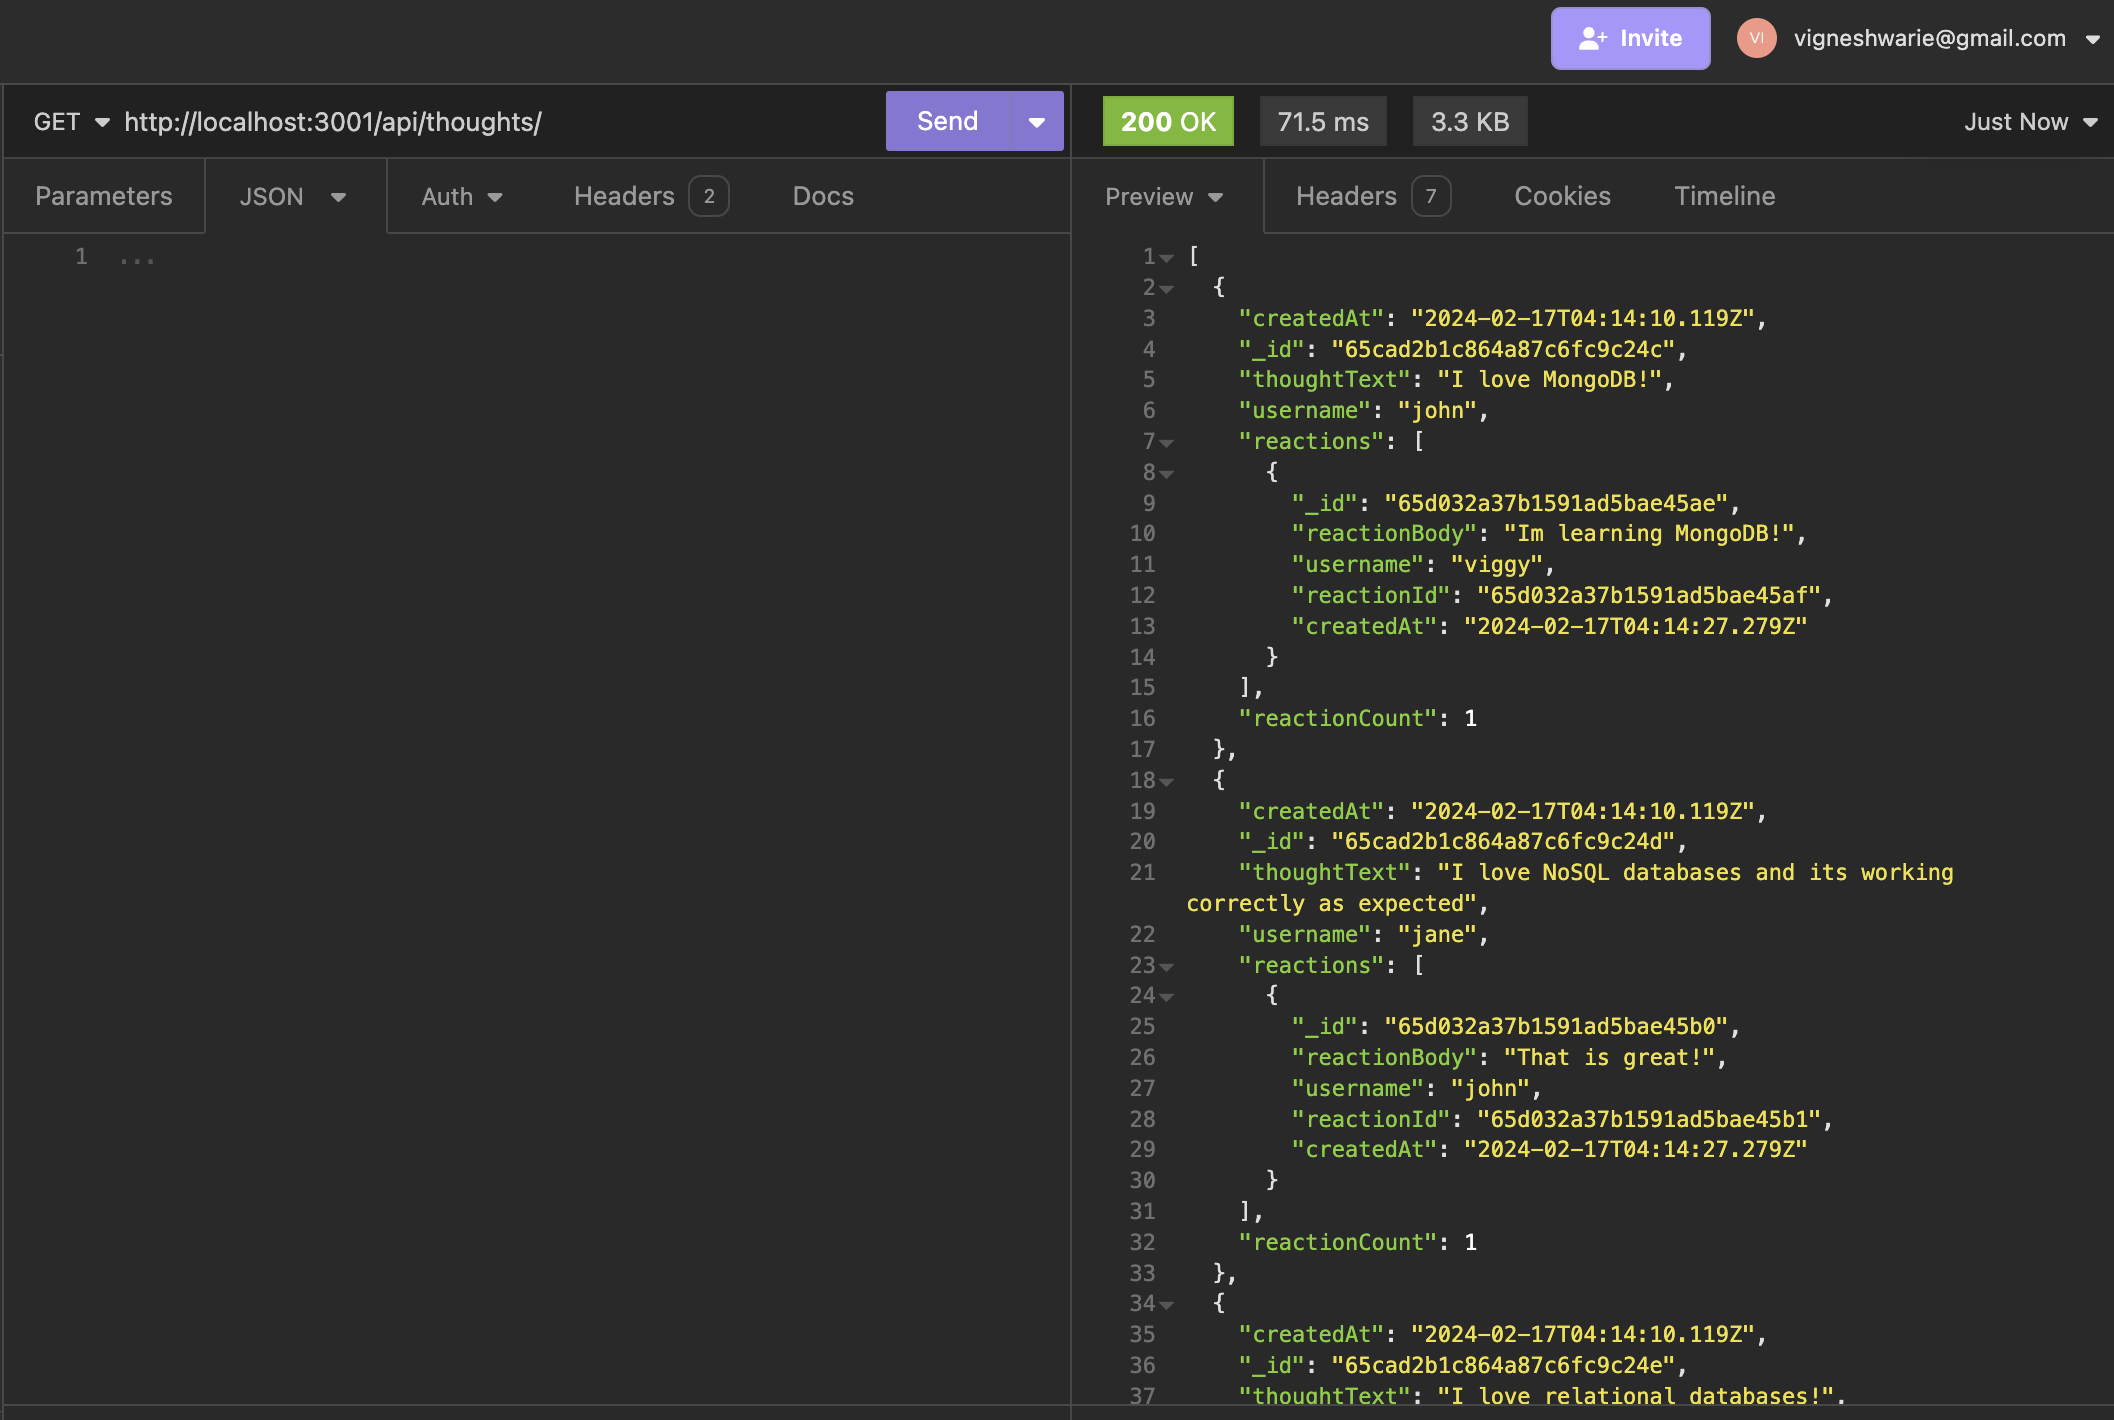 Invite
VI
vigneshwarie@gmail.com
GET http://localhost:3001/api/thoughts/
Send
200 OK
71.5 ms
3.3 KB
Just Now
Parameters
JSON
Auth
Headers 2
Docs
Preview
Headers 7
Cookies
Timeline
1 ...
1 [
2 {
3 "createdAt": "2024-02-17T04:14:10.119Z",
4 "_id": "65cad2b1c864a87c6fc9c24c",
5 "thoughtText": "I love MongoDB!",
6 "username": "john",
7 "reactions": [
8 {
9 "_id": "65d032a37b1591ad5bae45ae",
10 "reactionBody": "Im learning MongoDB!",
11 "username": "viggy",
12 "reactionId": "65d032a37b1591ad5bae45af",
13 "createdAt": "2024-02-17T04:14:27.279Z"
14 }
15 ],
16 "reactionCount": 1
17 },
18 {
19 "createdAt": "2024-02-17T04:14:10.119Z",
20 "_id": "65cad2b1c864a87c6fc9c24d",
21 "thoughtText": "I love NoSQL databases and its working
correctly as expected",
22 "username": "jane",
23 "reactions": [
24 {
25 "_id": "65d032a37b1591ad5bae45b0",
26 "reactionBody": "That is great!",
27 "username": "john",
28 "reactionId": "65d032a37b1591ad5bae45b1",
29 "createdAt": "2024-02-17T04:14:27.279Z"
30 }
31 ],
32 "reactionCount": 1
33 },
34 {
35 "createdAt": "2024-02-17T04:14:10.119Z",
36 "_id": "65cad2b1c864a87c6fc9c24e",
37 "thoughtText": "I love relational databases!",